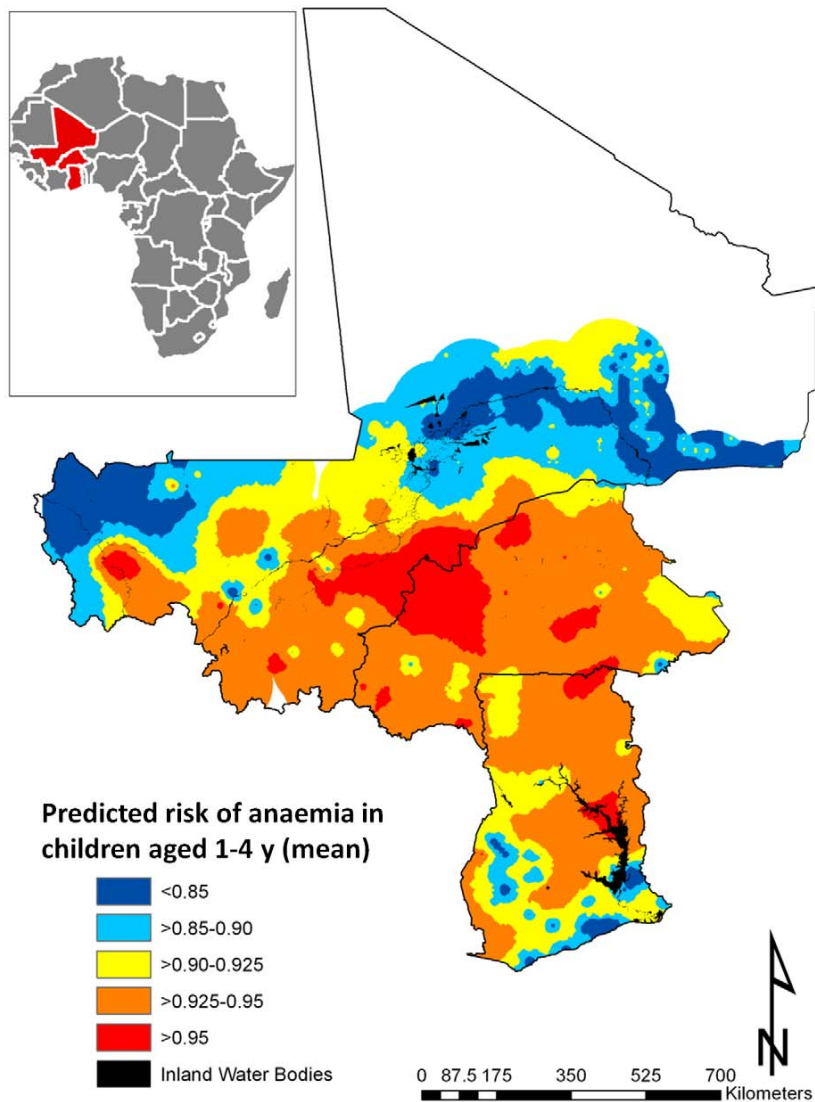 Predicted risk of anaemia in
children aged 1-4 y (mean)
<0.85
>0.85-0.90
>0.90-0.925
>0.925-0.95
>0.95
Inland Water Bodies
N
0 87.5 175 350 525 700
Kilometers